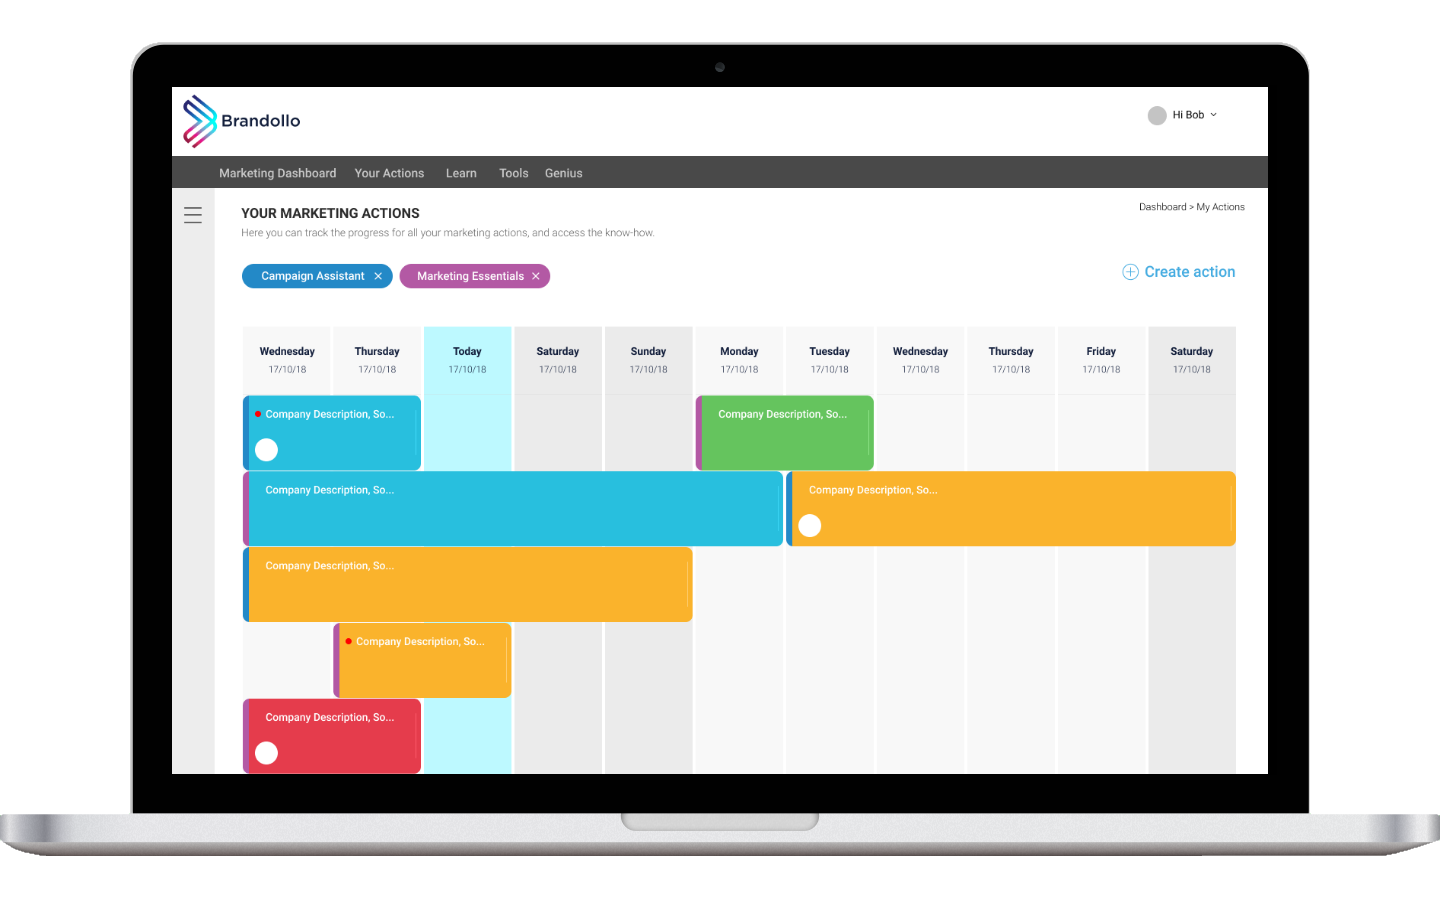 Brandollo
Hi Bob
Marketing Dashboard Your Actions Learn Tools Genius
YOUR MARKETING ACTIONS
Dashboard > My Actions
Here you can track the progress for all your marketing actions, and access the know-how.
Campaign Assistant × Marketing Essentials ×
Create action
Wednesday Thursday Today Saturday Sunday Monday Tuesday Wednesday Thursday Friday Saturday
17/10/18 17/10/18 17/10/18 17/10/18 17/10/18 17/10/18 17/10/18 17/10/18 17/10/18 17/10/18 17/10/18
Company Description, So... Company Description, So...
Company Description, So... Company Description, So...
Company Description, So...
Company Description, So...
Company Description, So...